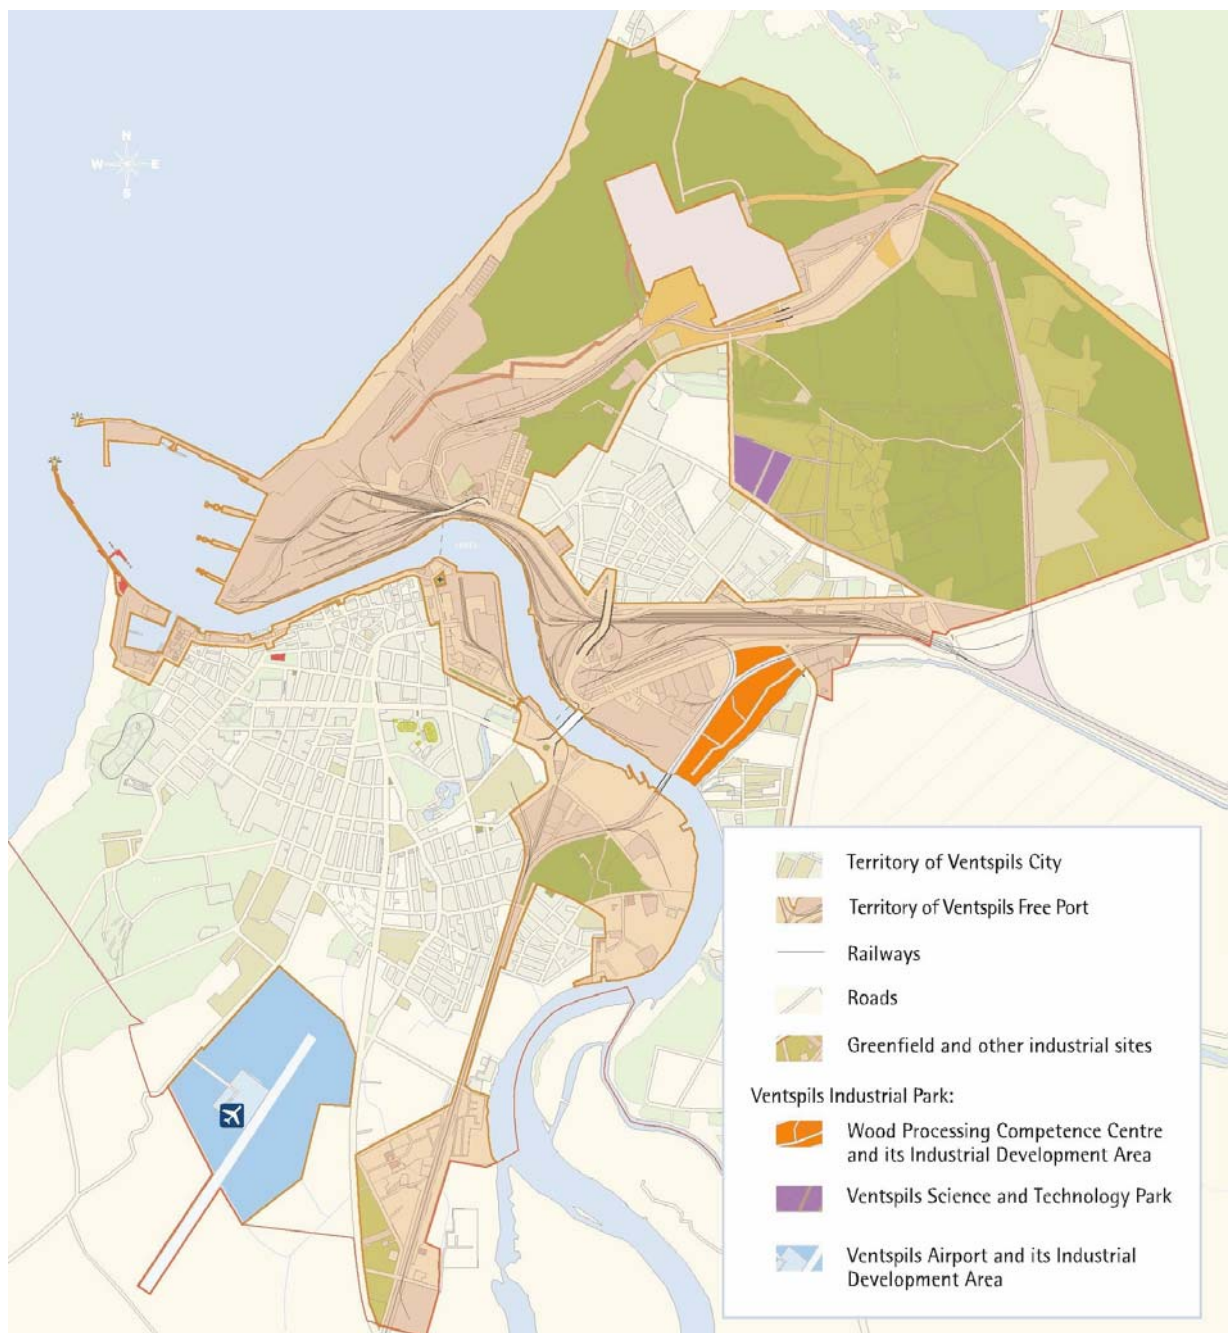 N
W E
S
Territory of Ventspils City
Territory of Ventspils Free Port
Railways
Roads
Greenfield and other industrial sites
Ventspils Industrial Park:
Wood Processing Competence Centre
and its Industrial Development Area
Ventspils Science and Technology Park
Ventspils Airport and its Industrial
Development Area